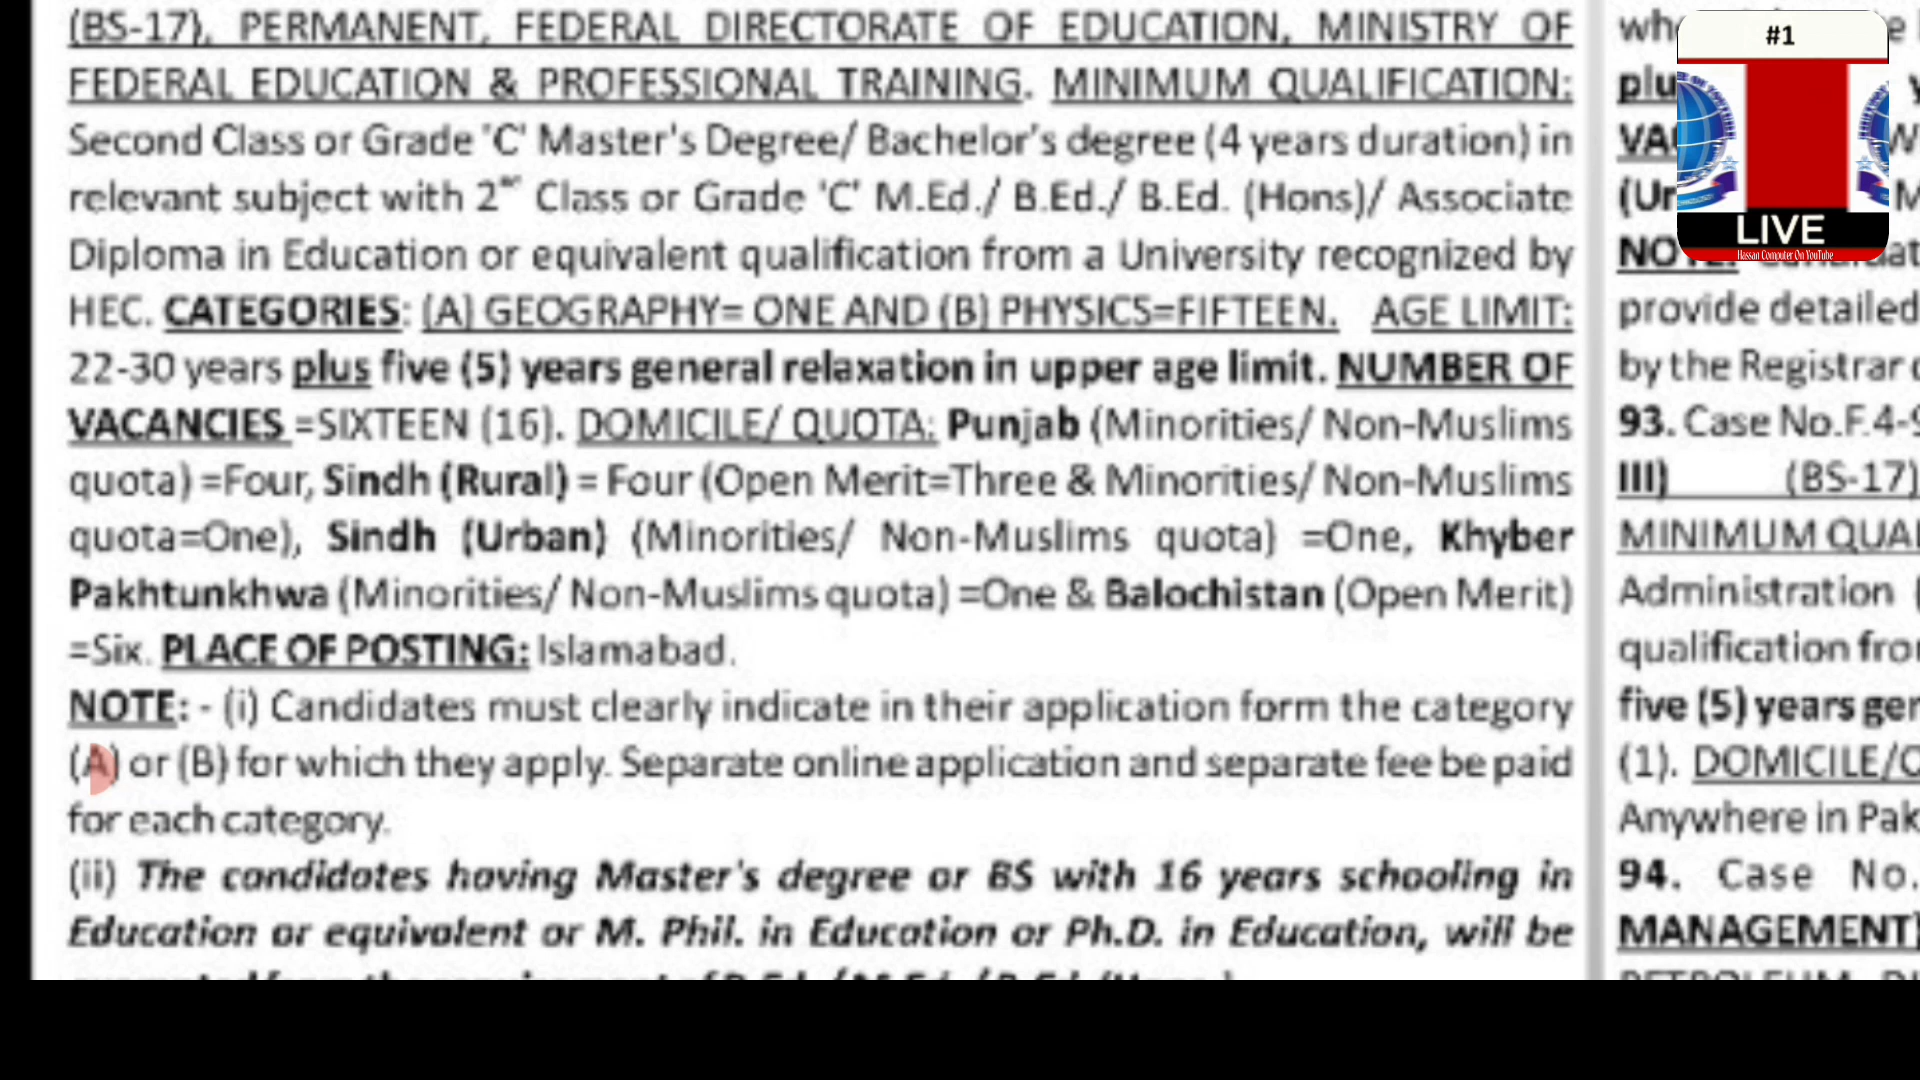 (BS-17), PERMANENT, FEDERAL DIRECTORATE OF EDUCATION, MINISTRY OF
FEDERAL EDUCATION & PROFESSIONAL TRAINING. MINIMUM QUALIFICATION:
Second Class or Grade 'C' Master's Degree/ Bachelor's degree (4 years duration) in
relevant subject with 2 Class or Grade 'C' M.Ed./ B.Ed./ B.Ed. (Hons)/ Associate
Diploma in Education or equivalent qualification from a University recognized by
HEC. CATEGORIES: (A) GEOGRAPHY= ONE AND (B) PHYSICS=FIFTEEN. AGE LIMIT:
22-30 years plus five (5) years general relaxation in upper age limit. NUMBER OF
VACANCIES =SIXTEEN (16). DOMICILE/ QUOTA: Punjab (Minorities/ Non-Muslims
quota) =Four, Sindh (Rural) = Four (Open Merit=Three & Minorities/ Non-Muslims
quota=One), Sindh (Urban) (Minorities/ Non-Muslims quota) =One, Khyber
Pakhtunkhwa (Minorities/ Non-Muslims quota) =One & Balochistan (Open Merit)
=Six. PLACE OF POSTING: Islamabad.
NOTE: - (i) Candidates must clearly indicate in their application form the category
(A) or (B) for which they apply. Separate online application and separate fee be paid
for each category.
(ii) The candidates having Master's degree or BS with 16 years schooling in
Education or equivalent or M. Phil. in Education or Ph.D. in Education, will be
provide detailed
by the Registrar
93. Case No.F.4-
III) (BS-17)
MINIMUM QUAL
Administration
qualification fro
five (5) years ger
(1). DOMICILE/
Anywhere in Pak
94. Case No.
MANAGEMENT)
#1
LIVE
Hassan Computer On YouTube